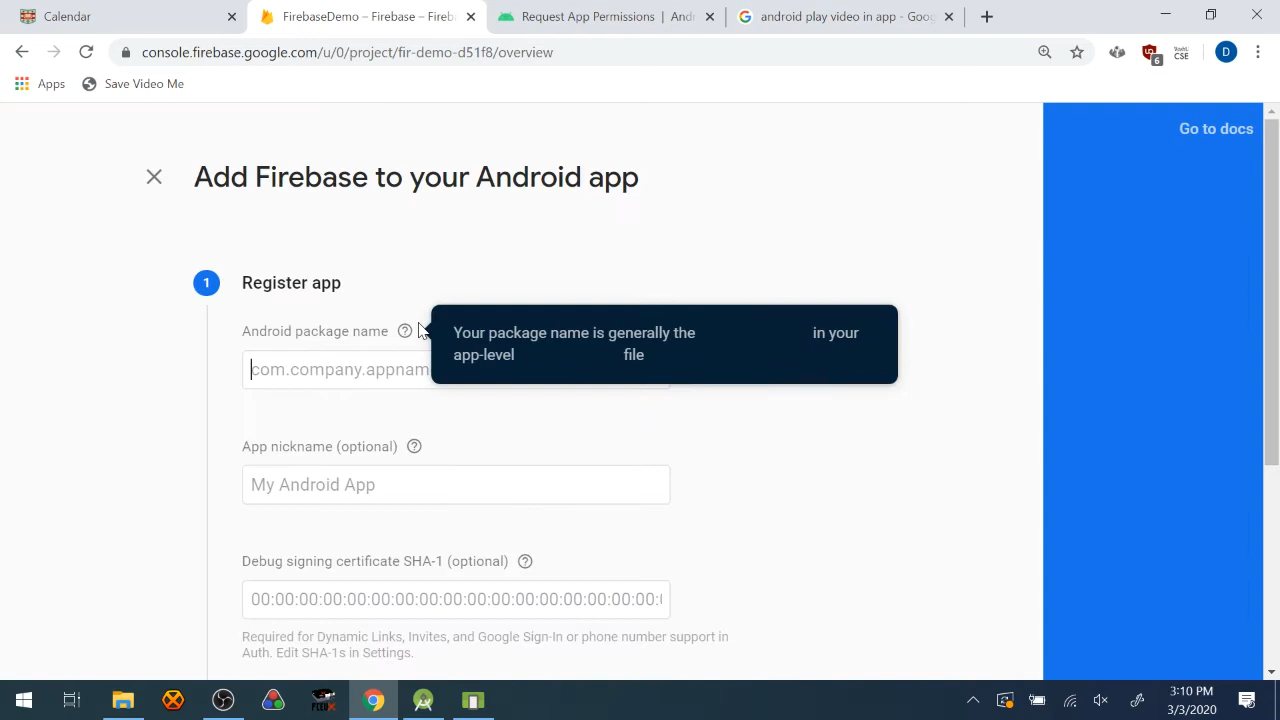 Calendar
FirebaseDemo – Firebase – Fireb
Request App Permissions | Andr
android play video in app - Goog
console.firebase.google.com/u/0/project/fir-demo-d51f8/overview
6
D
Apps
Save Video Me
Go to docs
Add Firebase to your Android app
1 Register app
Android package name
Your package name is generally the in your
app-level file
com.company.appnam
App nickname (optional)
My Android App
Debug signing certificate SHA-1 (optional)
00:00:00:00:00:00:00:00:00:00:00:00:00:00:00:00:00:
Required for Dynamic Links, Invites, and Google Sign-In or phone number support in
Auth. Edit SHA-1s in Settings.
3:10 PM
3/3/2020